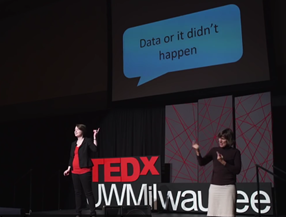 Data or it didn't
happen
TEDx
UWMilwaukee